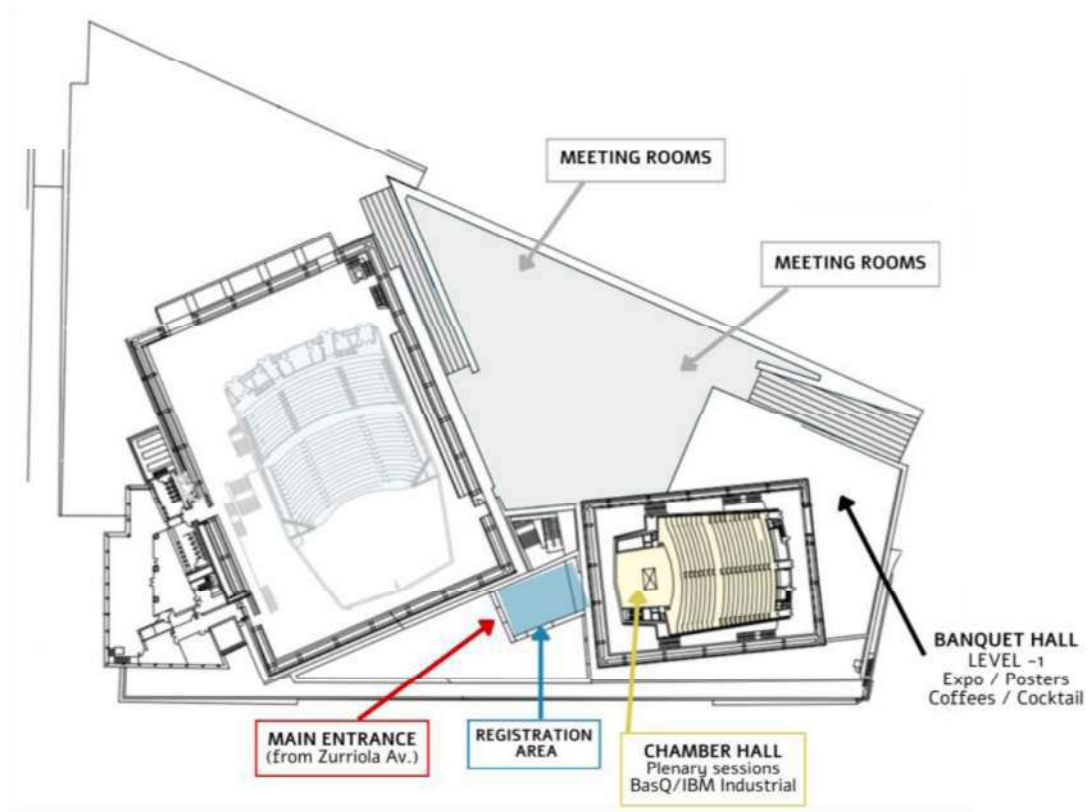 MEETING ROOMS
MEETING ROOMS
BANQUET HALL
LEVEL -1
Expo / Posters
Coffees / Cocktail
MAIN ENTRANCE
(from Zurriola Av.)
REGISTRATION
AREA
CHAMBER HALL
Plenary sessions
BasQ/IBM Industrial